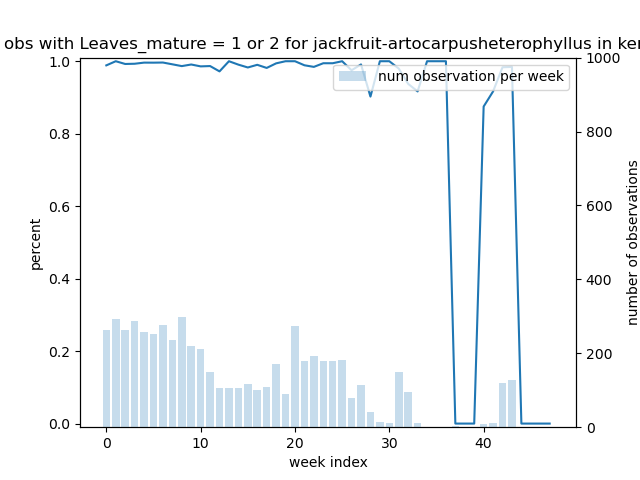 obs with Leaves_mature = 1 or 2 for jackfruit-artocarpusheterophyllus in ker
num observation per week
1.0
0.8
0.6
0.4
0.2
0.0
percent
1000
800
600
400
200
0
number of observations
0 10 20 30 40
week index